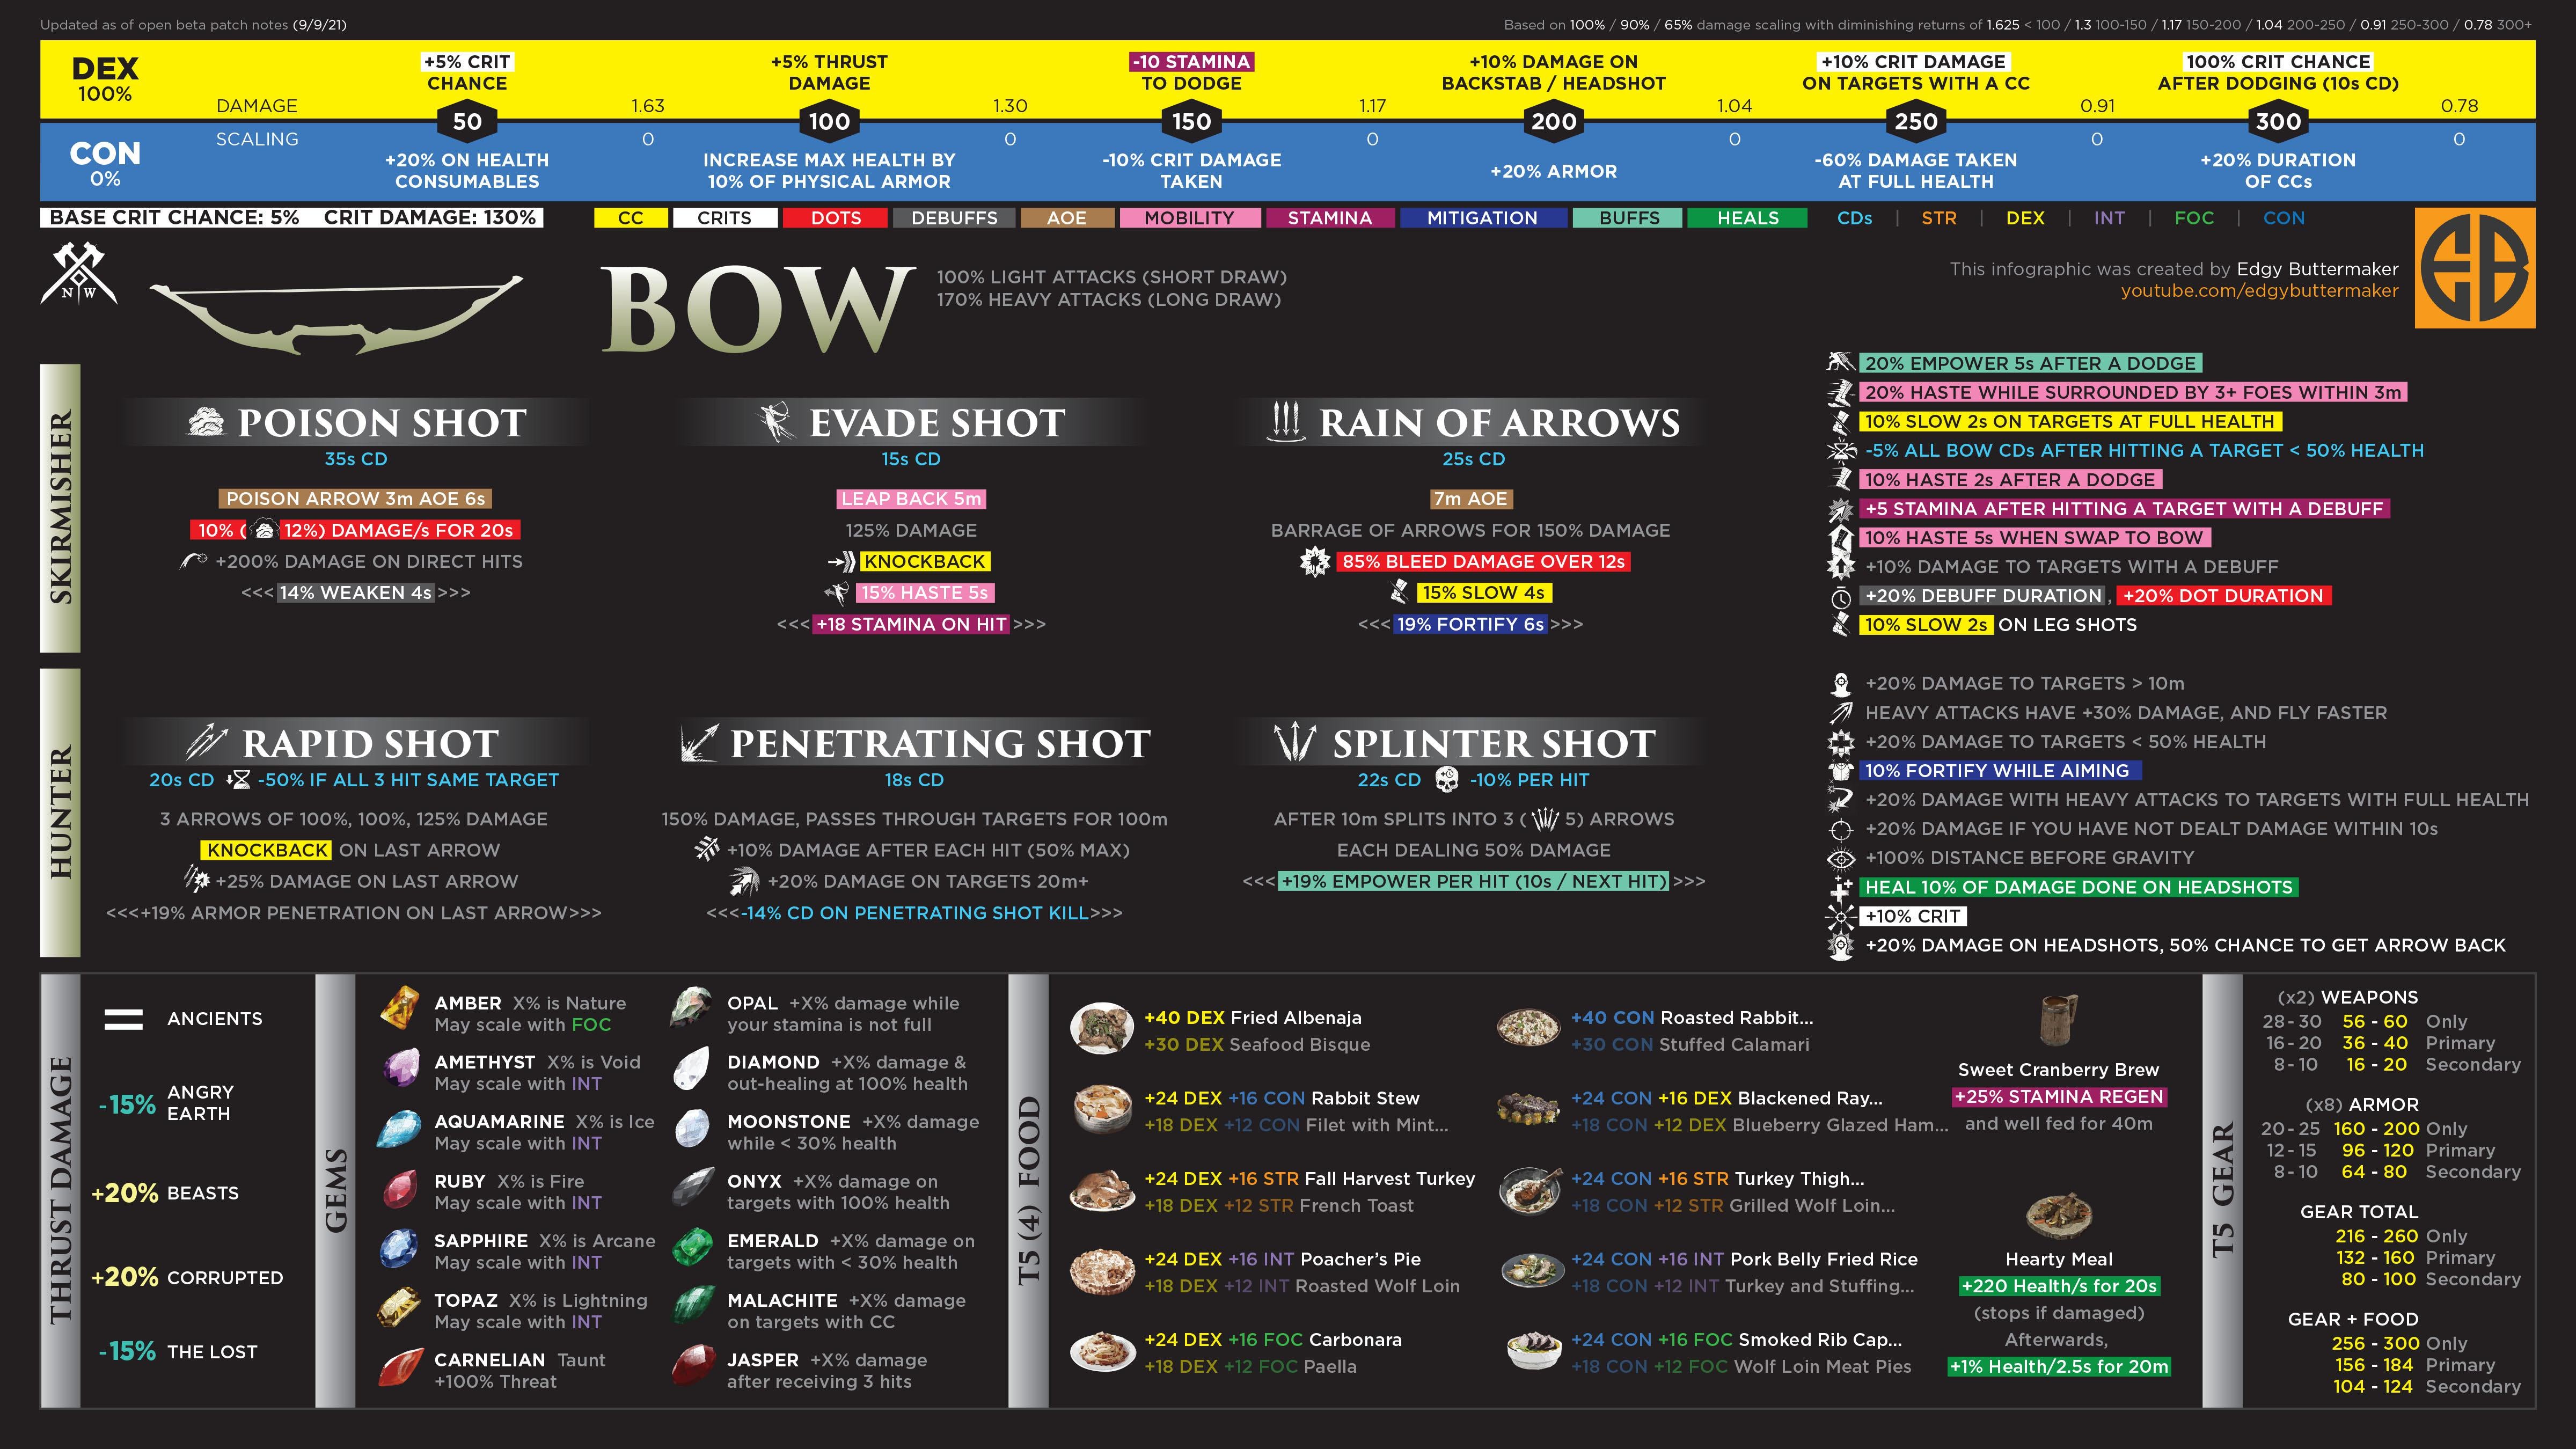 Updated as of open beta patch notes (9/9/21)
Based on 100% / 90% / 65% damage scaling with diminishing returns of 1.625 < 100 / 1.3 100-150 / 1.17 150-200 / 1.04 200-250 / 0.91 250-300 / 0.78 300+
DEX
100%
+5% CRIT
CHANCE
+5% THRUST
DAMAGE
-10 STAMINA
TO DODGE
+10% DAMAGE ON
BACKSTAB / HEADSHOT
+10% CRIT DAMAGE
ON TARGETS WITH A CC
100% CRIT CHANCE
AFTER DODGING (10s CD)
DAMAGE 1.63 1.30 1.17 1.04 0.91 0.78
50 100 150 200 250 300
SCALING 0 0 0 0 0 0
CON
0%
+20% ON HEALTH
CONSUMABLES
INCREASE MAX HEALTH BY
10% OF PHYSICAL ARMOR
-10% CRIT DAMAGE
TAKEN
+20% ARMOR
-60% DAMAGE TAKEN
AT FULL HEALTH
+20% DURATION
OF CCs
BASE CRIT CHANCE: 5% CRIT DAMAGE: 130%
CC CRITS DOTS DEBUFFS AOE MOBILITY STAMINA MITIGATION BUFFS HEALS CDs | STR | DEX | INT | FOC | CON
N W
BOW
100% LIGHT ATTACKS (SHORT DRAW)
170% HEAVY ATTACKS (LONG DRAW)
This infographic was created by Edgy Buttermaker
youtube.com/edgybuttermaker
EB
SKIRMISHER
POISON SHOT
35s CD
POISON ARROW 3m AOE 6s
10% ( 12%) DAMAGE/s FOR 20s
+200% DAMAGE ON DIRECT HITS
<<< 14% WEAKEN 4s >>>
EVADE SHOT
15s CD
LEAP BACK 5m
125% DAMAGE
KNOCKBACK
15% HASTE 5s
<<< +18 STAMINA ON HIT >>>
RAIN OF ARROWS
25s CD
7m AOE
BARRAGE OF ARROWS FOR 150% DAMAGE
85% BLEED DAMAGE OVER 12s
15% SLOW 4s
<<< 19% FORTIFY 6s >>>
20% EMPOWER 5s AFTER A DODGE
20% HASTE WHILE SURROUNDED BY 3+ FOES WITHIN 3m
10% SLOW 2s ON TARGETS AT FULL HEALTH
-5% ALL BOW CDs AFTER HITTING A TARGET < 50% HEALTH
10% HASTE 2s AFTER A DODGE
+5 STAMINA AFTER HITTING A TARGET WITH A DEBUFF
10% HASTE 5s WHEN SWAP TO BOW
+10% DAMAGE TO TARGETS WITH A DEBUFF
+20% DEBUFF DURATION , +20% DOT DURATION
10% SLOW 2s ON LEG SHOTS
HUNTER
RAPID SHOT
20s CD -50% IF ALL 3 HIT SAME TARGET
3 ARROWS OF 100%, 100%, 125% DAMAGE
KNOCKBACK ON LAST ARROW
+25% DAMAGE ON LAST ARROW
<<<+19% ARMOR PENETRATION ON LAST ARROW>>>
PENETRATING SHOT
18s CD
150% DAMAGE, PASSES THROUGH TARGETS FOR 100m
+10% DAMAGE AFTER EACH HIT (50% MAX)
+20% DAMAGE ON TARGETS 20m+
<<<-14% CD ON PENETRATING SHOT KILL>>>
SPLINTER SHOT
22s CD -10% PER HIT
AFTER 10m SPLITS INTO 3 ( 5) ARROWS
EACH DEALING 50% DAMAGE
<<< +19% EMPOWER PER HIT (10s / NEXT HIT) >>>
+20% DAMAGE TO TARGETS > 10m
HEAVY ATTACKS HAVE +30% DAMAGE, AND FLY FASTER
+20% DAMAGE TO TARGETS < 50% HEALTH
10% FORTIFY WHILE AIMING
+20% DAMAGE WITH HEAVY ATTACKS TO TARGETS WITH FULL HEALTH
+20% DAMAGE IF YOU HAVE NOT DEALT DAMAGE WITHIN 10s
+100% DISTANCE BEFORE GRAVITY
HEAL 10% OF DAMAGE DONE ON HEADSHOTS
+10% CRIT
+20% DAMAGE ON HEADSHOTS, 50% CHANCE TO GET ARROW BACK
THRUST DAMAGE
= ANCIENTS
-15% ANGRY
EARTH
+20% BEASTS
+20% CORRUPTED
-15% THE LOST
GEMS
AMBER X% is Nature
May scale with FOC
AMETHYST X% is Void
May scale with INT
AQUAMARINE X% is Ice
May scale with INT
RUBY X% is Fire
May scale with INT
SAPPHIRE X% is Arcane
May scale with INT
TOPAZ X% is Lightning
May scale with INT
CARNELIAN Taunt
+100% Threat
OPAL +X% damage while
your stamina is not full
DIAMOND +X% damage &
out-healing at 100% health
MOONSTONE +X% damage
while < 30% health
ONYX +X% damage on
targets with 100% health
EMERALD +X% damage on
targets with < 30% health
MALACHITE +X% damage
on targets with CC
JASPER +X% damage
after receiving 3 hits
T5 (4) FOOD
+40 DEX Fried Albenaja
+30 DEX Seafood Bisque
+24 DEX +16 CON Rabbit Stew
+18 DEX +12 CON Filet with Mint...
+24 DEX +16 STR Fall Harvest Turkey
+18 DEX +12 STR French Toast
+24 DEX +16 INT Poacher's Pie
+18 DEX +12 INT Roasted Wolf Loin
+24 DEX +16 FOC Carbonara
+18 DEX +12 FOC Paella
+40 CON Roasted Rabbit...
+30 CON Stuffed Calamari
+24 CON +16 DEX Blackened Ray...
+18 CON +12 DEX Blueberry Glazed Ham...
+24 CON +16 STR Turkey Thigh...
+18 CON +12 STR Grilled Wolf Loin...
+24 CON +16 INT Pork Belly Fried Rice
+18 CON +12 INT Turkey and Stuffing...
+24 CON +16 FOC Smoked Rib Cap...
+18 CON +12 FOC Wolf Loin Meat Pies
Sweet Cranberry Brew
+25% STAMINA REGEN
and well fed for 40m
Hearty Meal
+220 Health/s for 20s
(stops if damaged)
Afterwards,
+1% Health/2.5s for 20m
T5 GEAR
(x2) WEAPONS
28-30 56 - 60 Only
16-20 36 - 40 Primary
8-10 16 - 20 Secondary
(x8) ARMOR
20-25 160 - 200 Only
12-15 96 - 120 Primary
8-10 64 - 80 Secondary
GEAR TOTAL
216 - 260 Only
132 - 160 Primary
80 - 100 Secondary
GEAR + FOOD
256 - 300 Only
156 - 184 Primary
104 - 124 Secondary